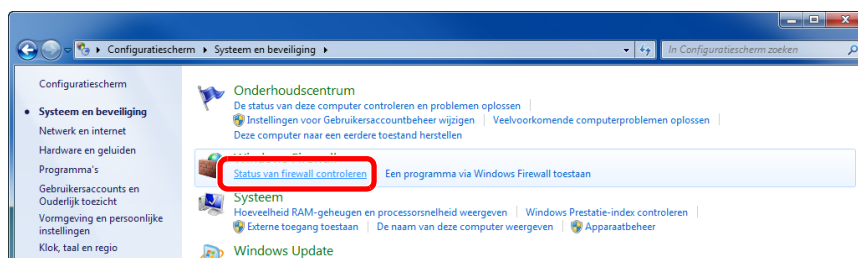 Configuratiescherm ▸ Systeem en beveiliging ▸
In Configuratiescherm zoeken
Configuratiescherm
Systeem en beveiliging
Netwerk en internet
Hardware en geluiden
Programma's
Gebruikersaccounts en
Ouderlijk toezicht
Vormgeving en persoonlijke
instellingen
Klok, taal en regio
Onderhoudscentrum
De status van deze computer controleren en problemen oplossen
Instellingen voor Gebruikersaccountbeheer wijzigen
Veelvoorkomende computerproblemen oplossen
Deze computer naar een eerdere toestand herstellen
Status van firewall controleren
Een programma via Windows Firewall toestaan
Systeem
Hoeveelheid RAM-geheugen en processorsnelheid weergeven
Windows Prestatie-index controleren
Externe toegang toestaan
De naam van deze computer weergeven
Apparaatbeheer
Windows Update